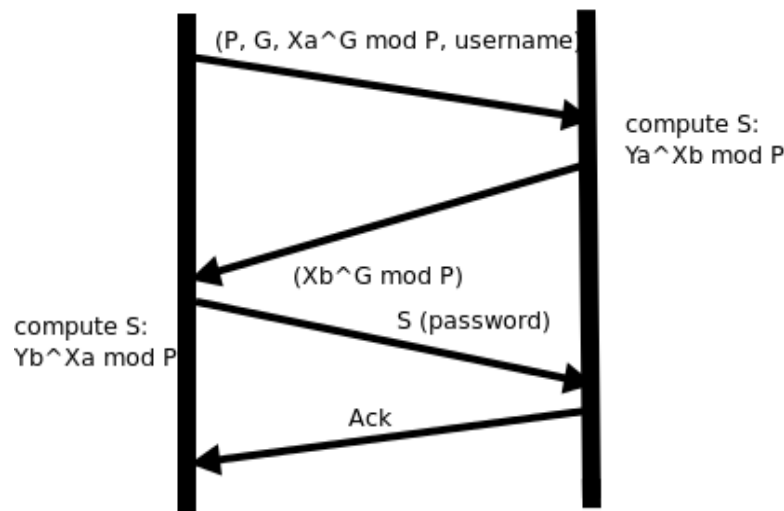 (P, G, Xa^G mod P, username)
compute S:
Ya^Xb mod P
(Xb^G mod P)
S (password)
compute S:
Yb^Xa mod P
Ack